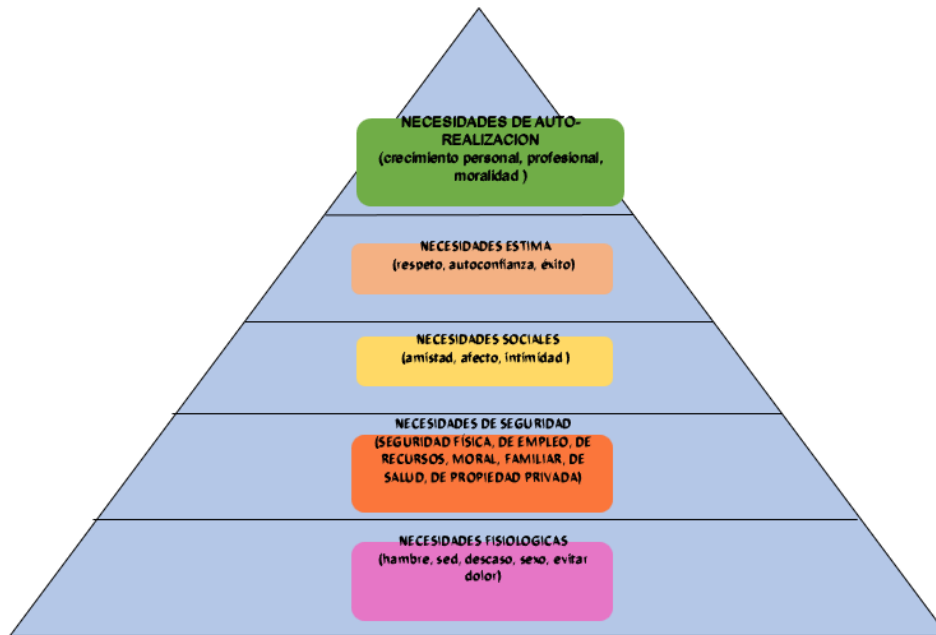 NECESIDADES DE AUTO-
REALIZACION
(crecimiento personal, profesional,
moralidad )
NECESIDADES ESTIMA
(respeto, autoconfianza, éxito)
NECESIDADES SOCIALES
(amistad, afecto, intimidad )
NECESIDADES DE SEGURIDAD
(SEGURIDAD FÍSICA, DE EMPLEO, DE
RECURSOS, MORAL, FAMILIAR, DE
SALUD, DE PROPIEDAD PRIVADA)
NECESIDADES FISIOLOGICAS
(hambre, sed, descaso, sexo, evitar
dolor)